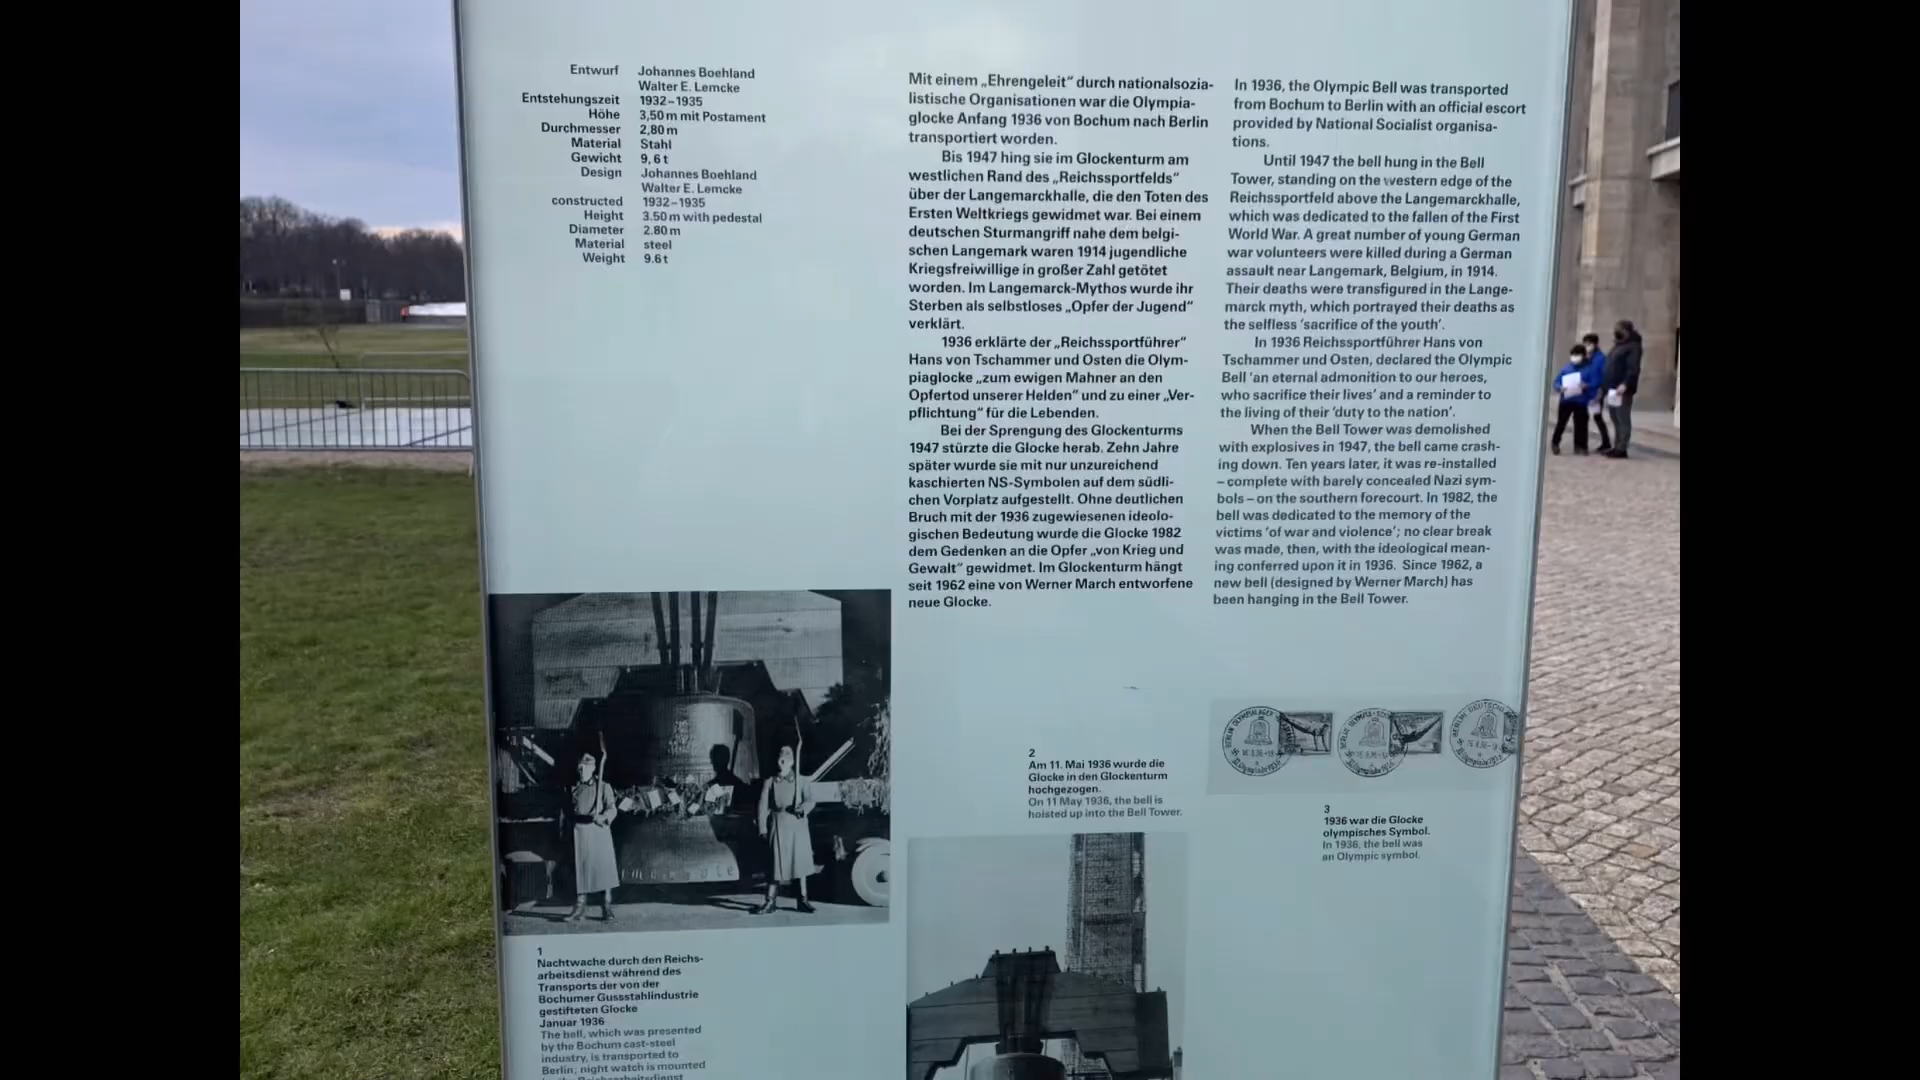 Entwurf Johannes Boehland
Walter E. Lemcke
Entstehungszeit 1932–1935
Höhe 3,50 m mit Postament
Durchmesser 2,80 m
Material Stahl
Gewicht 9,6 t
Design Johannes Boehland
Walter E. Lemcke
constructed 1932–1935
Height 3.50 m with pedestal
Diameter 2.80 m
Material steel
Weight 9.6 t
Mit einem „Ehrengeleit“ durch nationalsozia-
listische Organisationen war die Olympia-
glocke Anfang 1936 von Bochum nach Berlin
transportiert worden.
Bis 1947 hing sie im Glockenturm am
westlichen Rand des „Reichssportfelds“
über der Langemarckhalle, die den Toten des
Ersten Weltkriegs gewidmet war. Bei einem
deutschen Sturmangriff nahe dem belgi-
schen Langemark waren 1914 jugendliche
Kriegsfreiwillige in großer Zahl getötet
worden. Im Langemarck-Mythos wurde ihr
Sterben als selbstloses „Opfer der Jugend“
verklärt.
1936 erklärte der „Reichssportführer“
Hans von Tschammer und Osten die Olym-
piaglocke „zum ewigen Mahner an den
Opfertod unserer Helden“ und zu einer „Ver-
pflichtung“ für die Lebenden.
Bei der Sprengung des Glockenturms
1947 stürzte die Glocke herab. Zehn Jahre
später wurde sie mit nur unzureichend
kaschierten NS-Symbolen auf dem südli-
chen Vorplatz aufgestellt. Ohne deutlichen
Bruch mit der 1936 zugewiesenen ideolo-
gischen Bedeutung wurde die Glocke 1982
dem Gedenken an die Opfer „von Krieg und
Gewalt“ gewidmet. Im Glockenturm hängt
seit 1962 eine von Werner March entworfene
neue Glocke.
In 1936, the Olympic Bell was transported
from Bochum to Berlin with an official escort
provided by National Socialist organisa-
tions.
Until 1947 the bell hung in the Bell
Tower, standing on the western edge of the
Reichssportfeld above the Langemarckhalle,
which was dedicated to the fallen of the First
World War. A great number of young German
war volunteers were killed during a German
assault near Langemark, Belgium, in 1914.
Their deaths were transfigured in the Lange-
marck myth, which portrayed their deaths as
the selfless ‘sacrifice of the youth’.
In 1936 Reichssportführer Hans von
Tschammer und Osten, declared the Olympic
Bell ‘an eternal admonition to our heroes,
who sacrifice their lives’ and a reminder to
the living of their ‘duty to the nation’.
When the Bell Tower was demolished
with explosives in 1947, the bell came crash-
ing down. Ten years later, it was re-installed
– complete with barely concealed Nazi sym-
bols – on the southern forecourt. In 1982, the
bell was dedicated to the memory of the
victims ‘of war and violence’; no clear break
was made, then, with the ideological mean-
ing conferred upon it in 1936. Since 1962, a
new bell (designed by Werner March) has
been hanging in the Bell Tower.
1
Nachtwache durch den Reichs-
arbeitsdienst während des
Transports der von der
Bochumer Gussstahlindustrie
gestifteten Glocke
Januar 1936
The bell, which was presented
by the Bochum cast-steel
industry, is transported to
Berlin; night watch is mounted
Reichsarbeitsdienst
2
Am 11. Mai 1936 wurde die
Glocke in den Glockenturm
hochgezogen.
On 11 May 1936, the bell is
hoisted up into the Bell Tower.
3
1936 war die Glocke
olympisches Symbol.
In 1936, the bell was
an Olympic symbol.